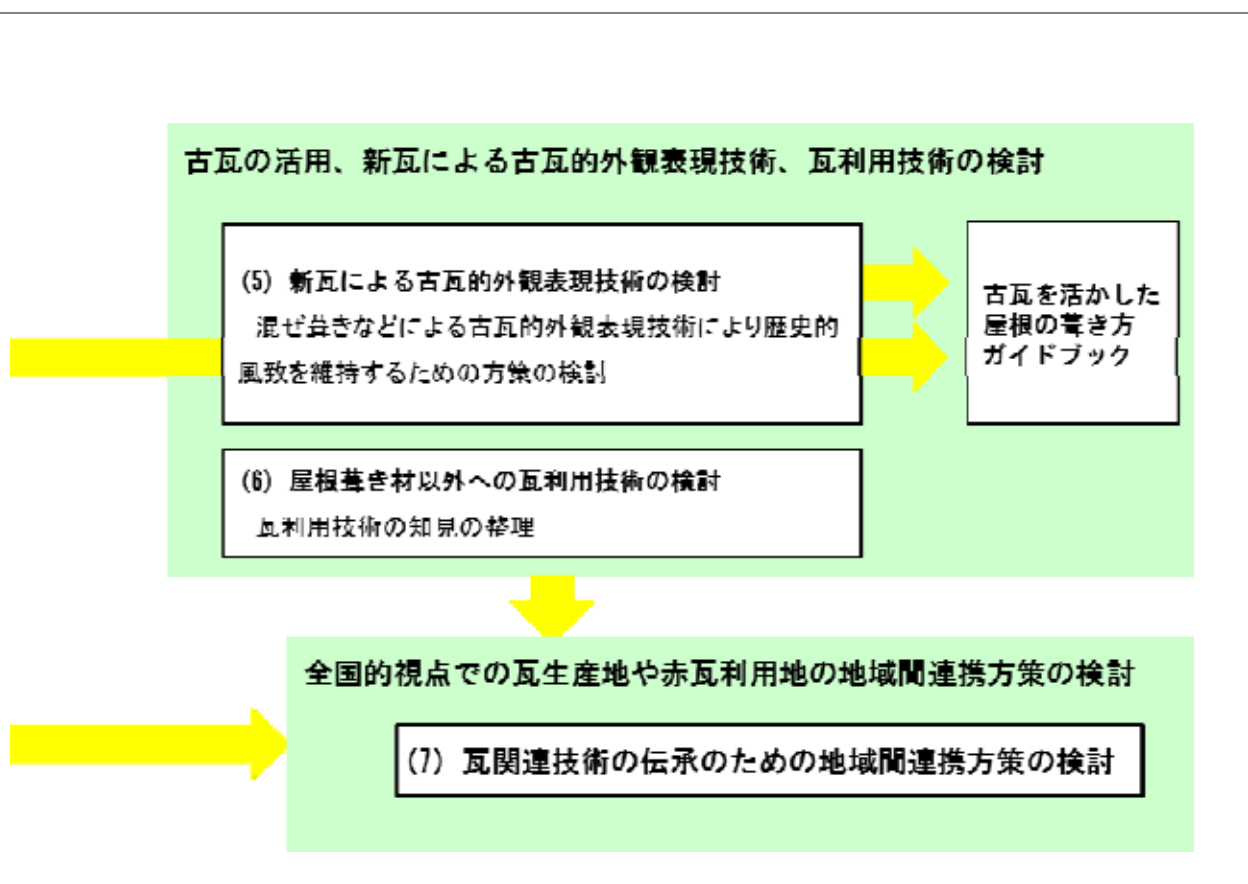 古瓦の活用、新瓦による古瓦的外観表現技術、瓦利用技術の検討
(5) 新瓦による古瓦的外観表現技術の検討
混ぜ葺きなどによる古瓦的外観表現技術により歴史的
風致を維持するための方策の検討
古瓦を活かした
屋根の葺き方
ガイドブック
(6) 屋根葺き材以外への瓦利用技術の検討
瓦利用技術の知見の整理
全国的視点での瓦生産地や赤瓦利用地の地域間連携方策の検討
(7) 瓦関連技術の伝承のための地域間連携方策の検討